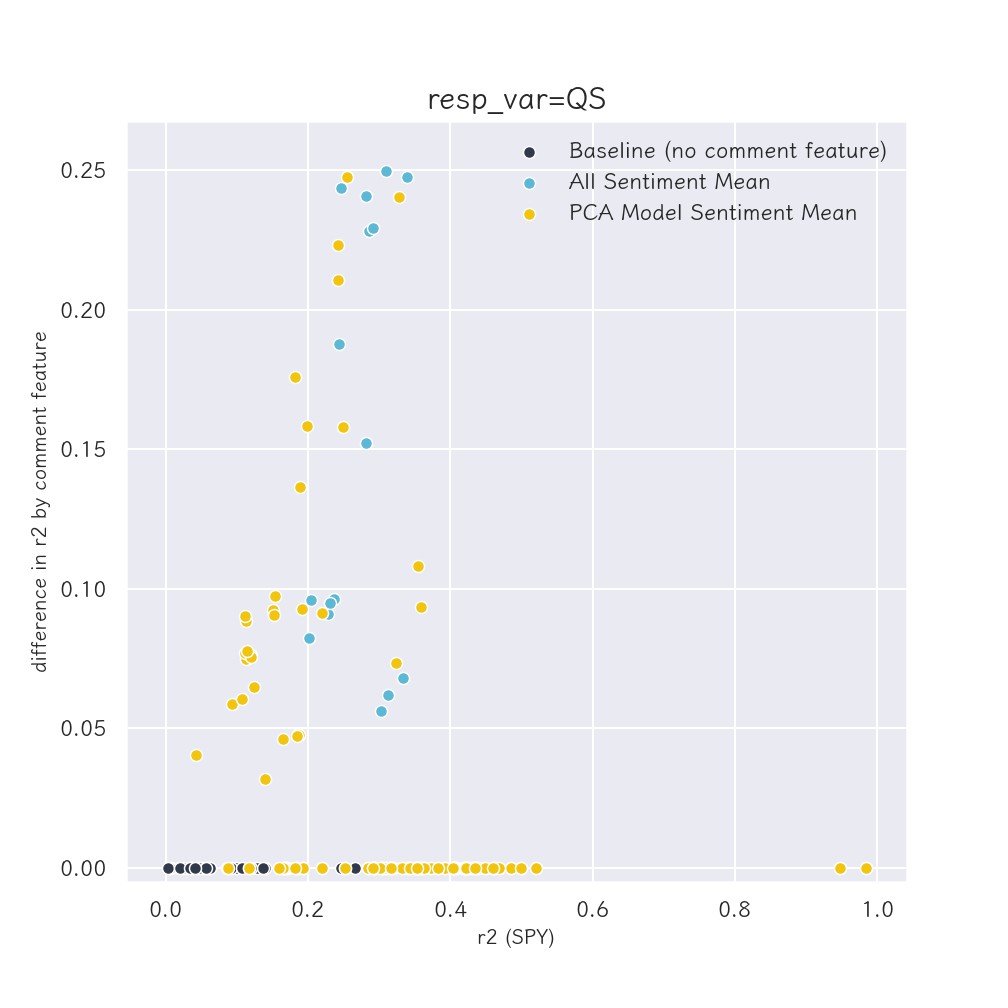 resp_var=QS
Baseline (no comment feature)
All Sentiment Mean
PCA Model Sentiment Mean
difference in r2 by comment feature
0.25
0.20
0.15
0.10
0.05
0.00
0.0 0.2 0.4 0.6 0.8 1.0
r2 (SPY)